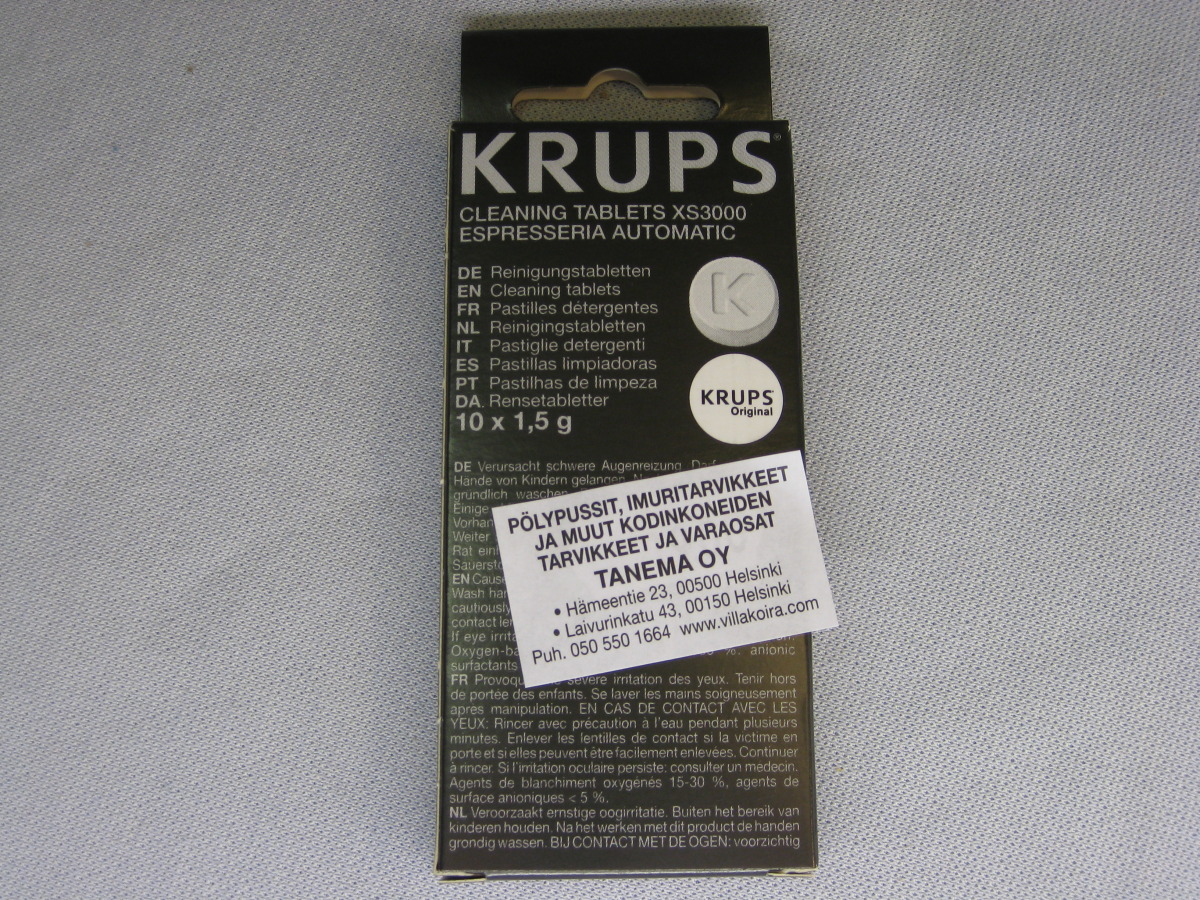 KRUPS®
CLEANING TABLETS XS3000
ESPRESSERIA AUTOMATIC
DE Reinigungstabletten
EN Cleaning tablets
FR Pastilles détergentes
NL Reinigingstabletten
IT Pastiglie detergenti
ES Pastillas limpiadoras
PT Pastilhas de limpeza
DA. Rensetabletter
10 x 1,5 g
K
KRUPS
Original
DE Verursacht schwere Augenreizung.
Hände von Kindern gelangen.
grundlich waschen
Einige
Weiter
Rat
EN
Wash
cautiously
contact
If eye
%. anionic
surfactants
PÖLYPUSSIT, IMURITARVIKKEET
JA MUUT KODINKONEIDEN
TARVIKKEET JA VARAOSAT
TANEMA OY
• Hämeentie 23, 00500 Helsinki
• Laivurinkatu 43, 00150 Helsinki
Puh. 050 550 1664 www.villakoira.com
FR severe irritation des yeux. Tenir hors
de portée des enfants. Se laver les mains soigneusement
apres manipulation. EN CAS DE CONTACT AVEC LES
YEUX: Rincer avec précaution à l'eau pendant plusieurs
minutes. Enlever les lentilles de contact si la victime en
porte et si elles peuvent être facilement enlevées. Continuer
à rincer. Si l'irritation oculaire persiste: consulter un medecin.
Agents de blanchiment oxygénés 15-30 %, agents de
surface anioniques < 5 %.
NL Veroorzaakt ernstige oogirritatie. Buiten het bereik van
kinderen houden. Na het werken met dit product de handen
grondig wassen. BIJ CONTACT MET DE OGEN: voorzichtig